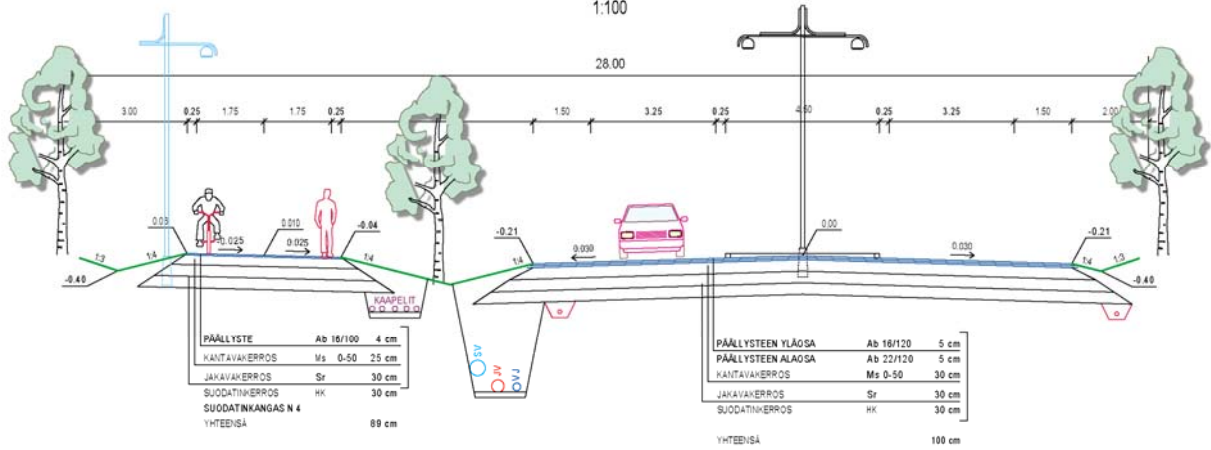 1:100
28.00
3.00 0.25 1.75 1.75 0.25 1.50 3.25 0.25 4.50 0.25 3.25 1.50 2.00
-0.025 0.010 0.025 -0.04 -0.21 0.030 0.00 0.030 -0.21
1/3 1/4 1/4 1/4 1/4 1/3
-0.40 -0.40
KAAPELIT
SV
JV
VJ
PÄÄLLYSTE Ab 16/100 4 cm
KANTAVAKERROS Ms 0-50 25 cm
JAKAVAKERROS Sr 30 cm
SUODATINKERROS HK 30 cm
SUODATINKANGAS N 4
YHTEENSÄ 89 cm
PÄÄLLYSTEEN YLÄOSA Ab 16/120 5 cm
PÄÄLLYSTEEN ALAOSA Ab 22/120 5 cm
KANTAVAKERROS Ms 0-50 30 cm
JAKAVAKERROS Sr 30 cm
SUODATINKERROS HK 30 cm
YHTEENSÄ 100 cm